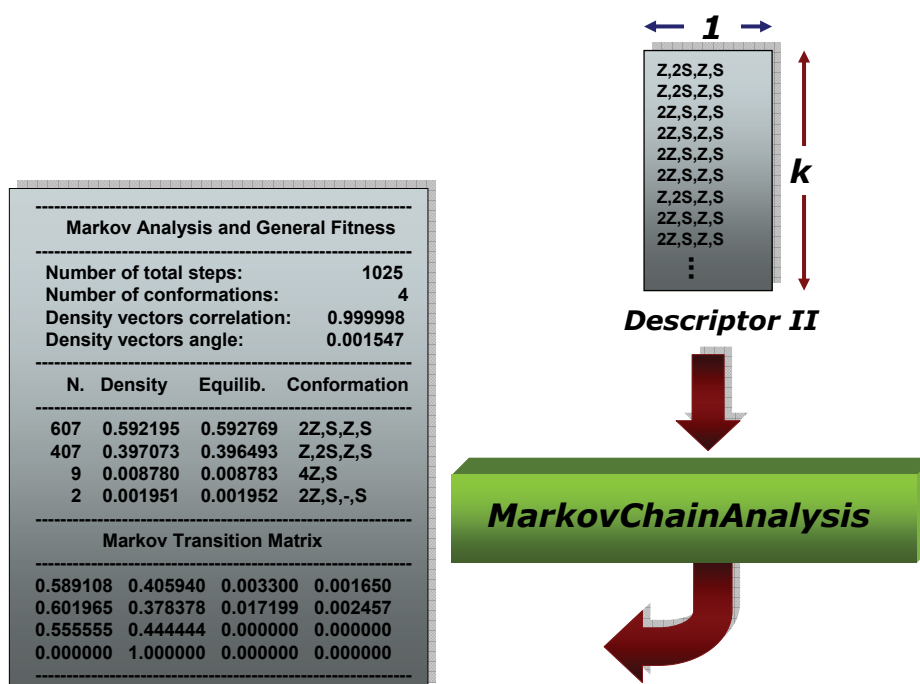 1
Z,2S,Z,S
Z,2S,Z,S
2Z,S,Z,S
2Z,S,Z,S
2Z,S,Z,S
2Z,S,Z,S
Z,2S,Z,S
2Z,S,Z,S
2Z,S,Z,S
⋮
k
Descriptor II
MarkovChainAnalysis
--------------------------------------------------------
Markov Analysis and General Fitness
--------------------------------------------------------
Number of total steps: 1025
Number of conformations: 4
Density vectors correlation: 0.999998
Density vectors angle: 0.001547
--------------------------------------------------------
N. Density Equilib. Conformation
--------------------------------------------------------
607 0.592195 0.592769 2Z,S,Z,S
407 0.397073 0.396493 Z,2S,Z,S
9 0.008780 0.008783 4Z,S
2 0.001951 0.001952 2Z,S,-,S
--------------------------------------------------------
Markov Transition Matrix
--------------------------------------------------------
0.589108 0.405940 0.003300 0.001650
0.601965 0.378378 0.017199 0.002457
0.555555 0.444444 0.000000 0.000000
0.000000 1.000000 0.000000 0.000000
--------------------------------------------------------